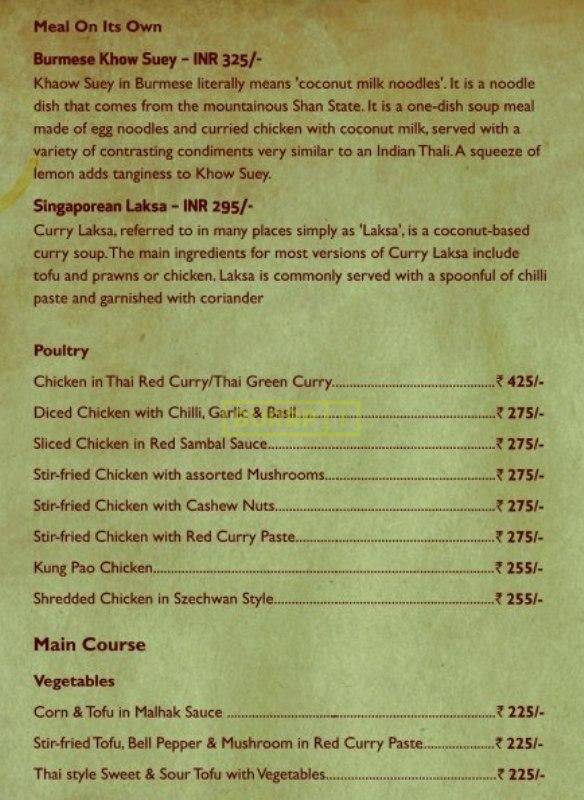 Meal On Its Own
Burmese Khow Suey – INR 325/-
Khaow Suey in Burmese literally means 'coconut milk noodles'. It is a noodle
dish that comes from the mountainous Shan State. It is a one-dish soup meal
made of egg noodles and curried chicken with coconut milk, served with a
variety of contrasting condiments very similar to an Indian Thali. A squeeze of
lemon adds tanginess to Khow Suey.
Singaporean Laksa – INR 295/-
Curry Laksa, referred to in many places simply as 'Laksa', is a coconut-based
curry soup. The main ingredients for most versions of Curry Laksa include
tofu and prawns or chicken. Laksa is commonly served with a spoonful of chilli
paste and garnished with coriander
Poultry
Chicken in Thai Red Curry/Thai Green Curry ₹ 425/-
Diced Chicken with Chilli, Garlic & Basil ₹ 275/-
Sliced Chicken in Red Sambal Sauce ₹ 275/-
Stir-fried Chicken with assorted Mushrooms ₹ 275/-
Stir-fried Chicken with Cashew Nuts ₹ 275/-
Stir-fried Chicken with Red Curry Paste ₹ 275/-
Kung Pao Chicken ₹ 255/-
Shredded Chicken in Szechwan Style ₹ 255/-
Main Course
Vegetables
Corn & Tofu in Malhak Sauce ₹ 225/-
Stir-fried Tofu, Bell Pepper & Mushroom in Red Curry Paste ₹ 225/-
Thai style Sweet & Sour Tofu with Vegetables ₹ 225/-